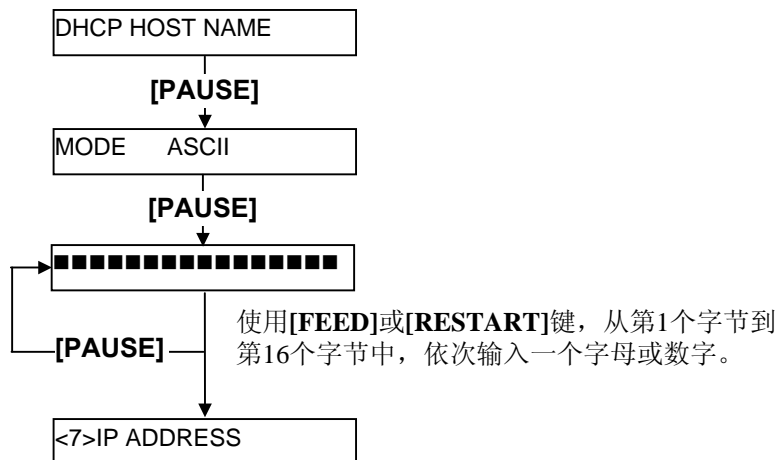 DHCP HOST NAME
[PAUSE]
MODE ASCII
[PAUSE]
■■■■■■■■■■■■■■■■
使用[FEED]或[RESTART]键，从第1个字节到
第16个字节中，依次输入一个字母或数字。
[PAUSE]
<7>IP ADDRESS